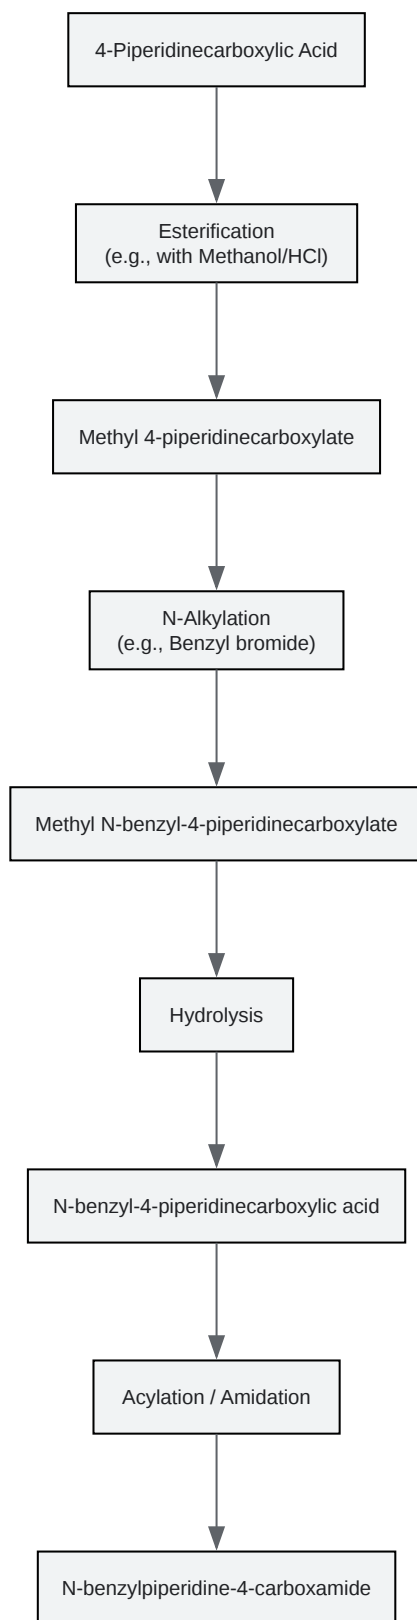 4-Piperidinecarboxylic Acid
Esterification
(e.g., with Methanol/HCl)
Methyl 4-piperidinecarboxylate
N-Alkylation
(e.g., Benzyl bromide)
Methyl N-benzyl-4-piperidinecarboxylate
Hydrolysis
N-benzyl-4-piperidinecarboxylic acid
Acylation / Amidation
N-benzylpiperidine-4-carboxamide